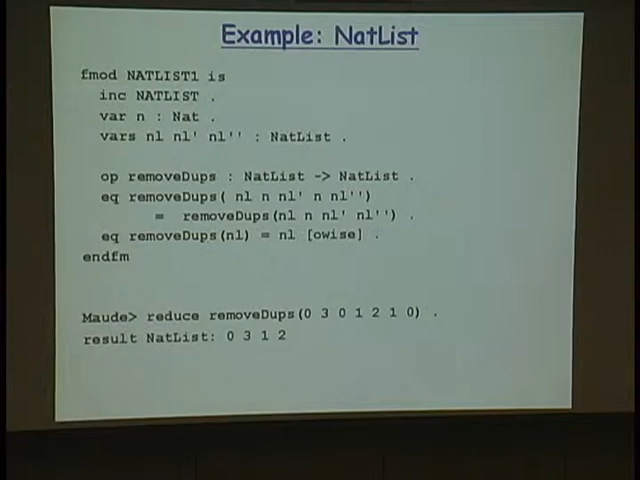 Example: NatList
fmod NATLIST1 is
inc NATLIST .
var n : Nat .
vars nl nl' nl'' : NatList .
op removeDups : NatList -> NatList .
eq removeDups( nl n nl' n nl'')
= removeDups(nl n nl' nl'') .
eq removeDups(nl) = nl [owise] .
endfm
Maude> reduce removeDups(0 3 0 1 2 1 0) .
result NatList: 0 3 1 2